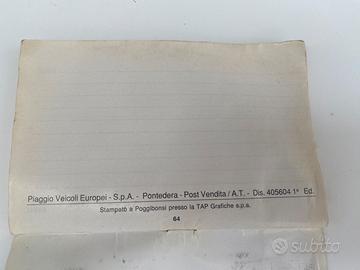 Piaggio Veicoli Europei - S.p.A. - Pontedera - Post Vendita / A.T. - Dis. 405604 1ª Ed.
Stampato a Poggibonsi presso la TAP Grafiche s.p.a.
64
subito